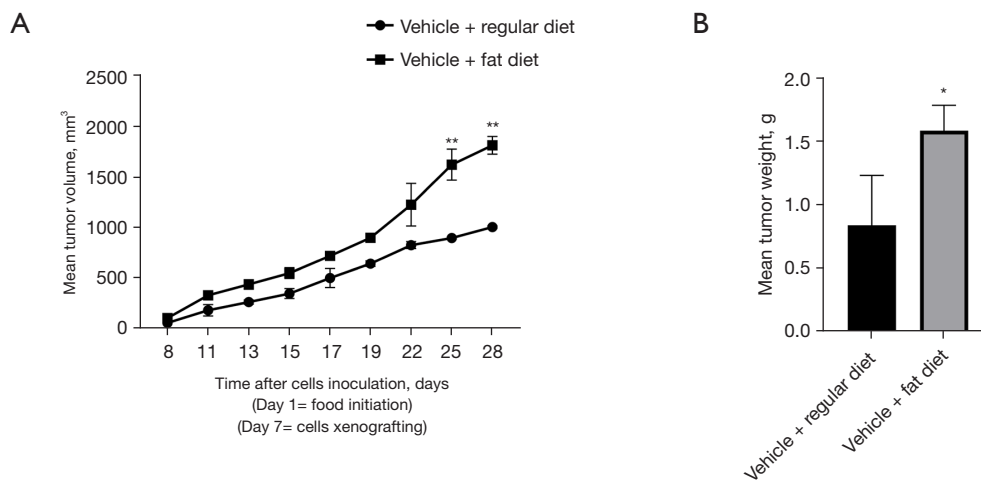 A
Vehicle + regular diet
Vehicle + fat diet
Mean tumor volume, mm³
2500
2000
1500
1000
500
0
** **
8 11 13 15 17 19 22 25 28
Time after cells inoculation, days
(Day 1= food initiation)
(Day 7= cells xenografting)
B
Mean tumor weight, g
2.0
1.5
1.0
0.5
0.0
*
Vehicle + regular diet
Vehicle + fat diet